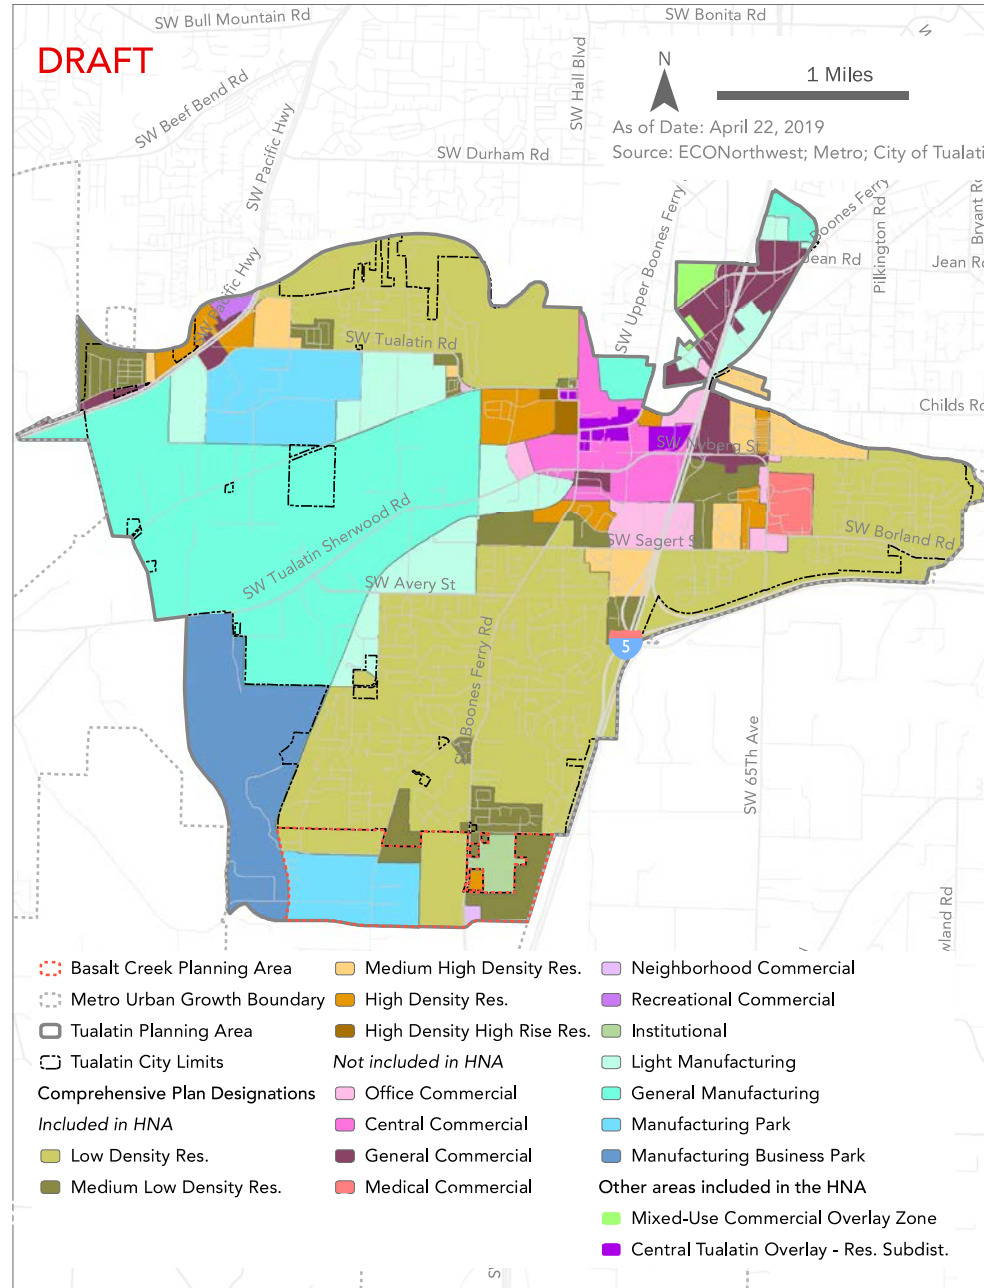 SW Bull Mountain Rd
SW Bonita Rd
DRAFT
N
1 Miles
SW Hall Blvd
SW Beef Bend Rd
SW Pacific Hwy
As of Date: April 22, 2019
SW Durham Rd
Source: ECONorthwest; Metro; City of Tualati
SW Upper Boones Ferry
Boones Ferry
Pilkington Rd
Bryant R
Jean Rd
Jean R
SW Pacific Hwy
SW Tualatin Rd
Childs R
SW Nyberg St
SW Tualatin Sherwood Rd
SW Borland Rd
SW Sagert S
SW Avery St
5
SW Boones Ferry Rd
SW 65Th Ave
wland Rd
Basalt Creek Planning Area
Metro Urban Growth Boundary
Tualatin Planning Area
Tualatin City Limits
Comprehensive Plan Designations
Included in HNA
Low Density Res.
Medium Low Density Res.
Medium High Density Res.
High Density Res.
High Density High Rise Res.
Not included in HNA
Office Commercial
Central Commercial
General Commercial
Medical Commercial
Neighborhood Commercial
Recreational Commercial
Institutional
Light Manufacturing
General Manufacturing
Manufacturing Park
Manufacturing Business Park
Other areas included in the HNA
Mixed-Use Commercial Overlay Zone
Central Tualatin Overlay - Res. Subdist.